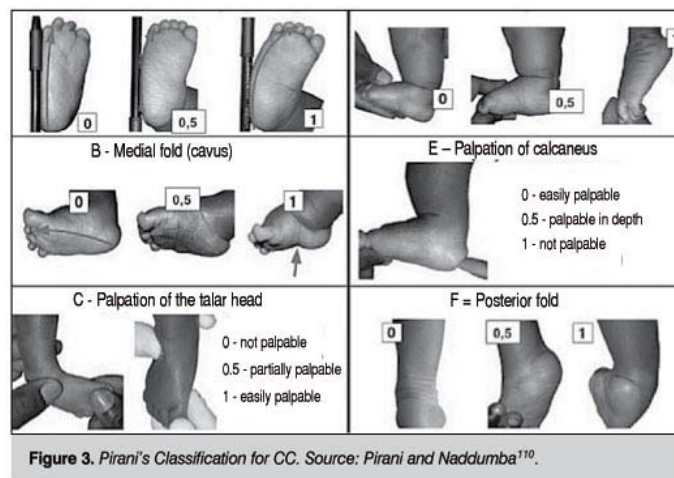 0
0,5
1
0
0,5
1
B - Medial fold (cavus)
0
0,5
1
E – Palpation of calcaneus
0 - easily palpable
0.5 - palpable in depth
1 - not palpable
C - Palpation of the talar head
0 - not palpable
0.5 - partially palpable
1 - easily palpable
F = Posterior fold
0
0,5
1
Figure 3. Pirani's Classification for CC. Source: Pirani and Naddumba110.